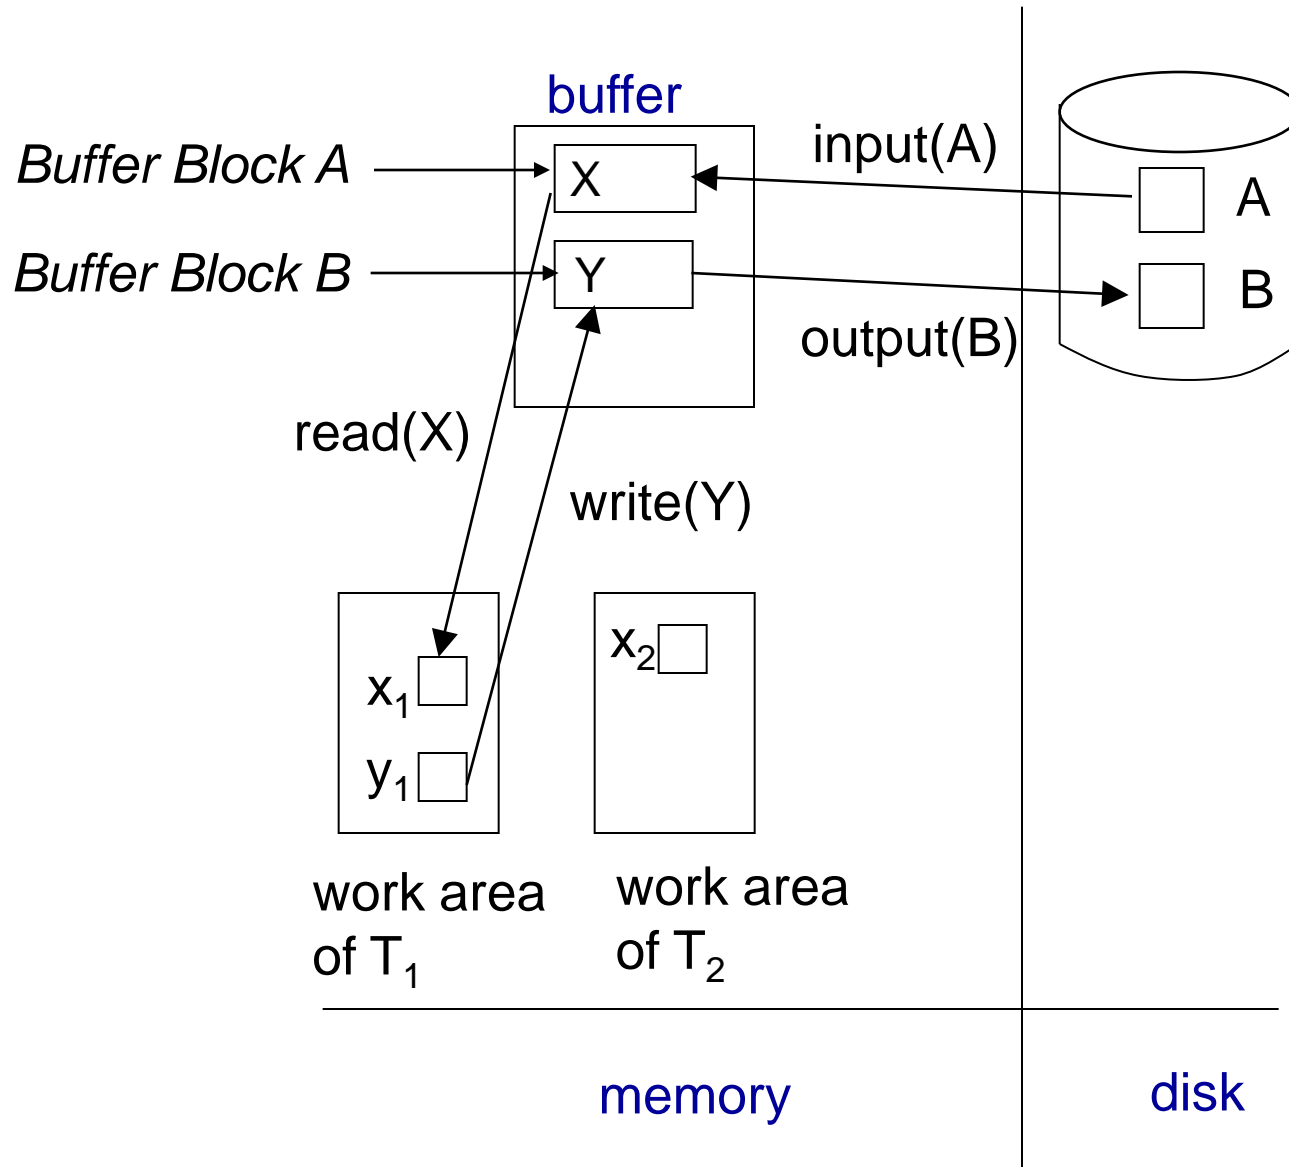 buffer
Buffer Block A
X
input(A)
A
Buffer Block B
Y
B
output(B)
read(X)
write(Y)
x₁
x₂
y₁
work area
of T₁
work area
of T₂
memory
disk